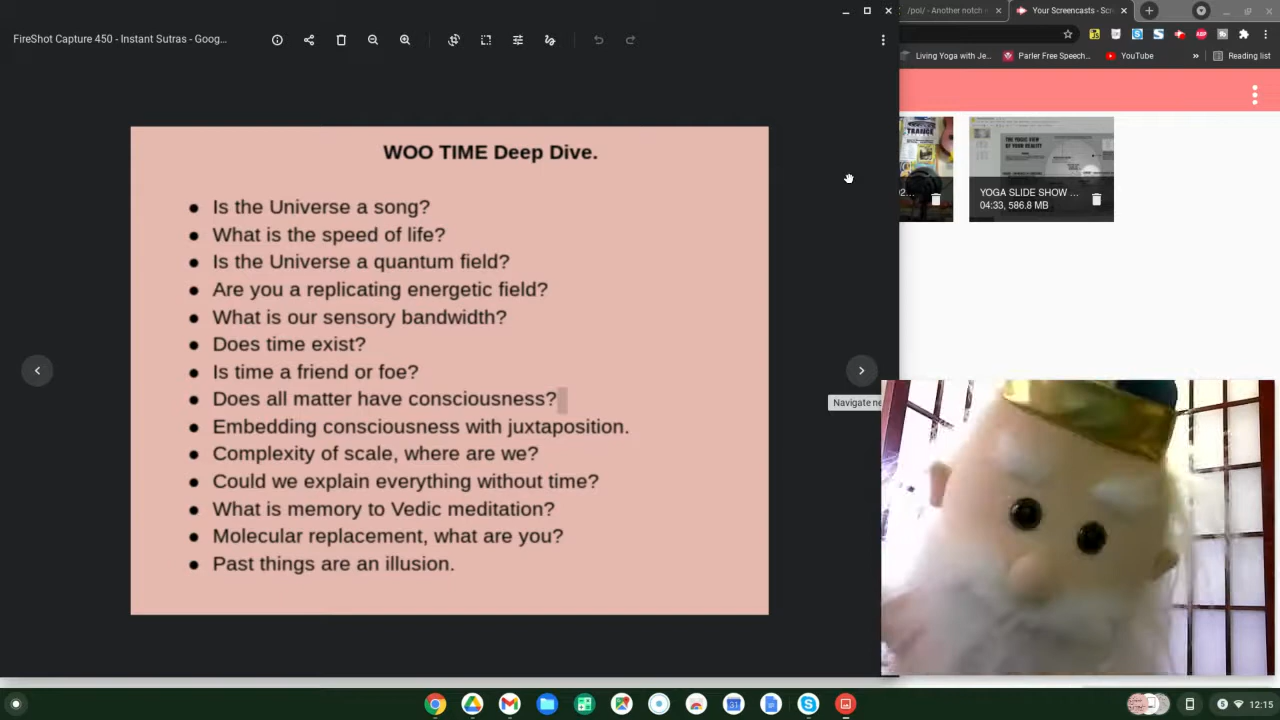 /pol/ - Another notch
Your Screencasts - Scr
FireShot Capture 450 - Instant Sutras - Goog...
Living Yoga with Je...
Parler Free Speech...
YouTube
»
Reading list
TRANCE
YOGA SLIDE SHOW ...
04:33, 586.8 MB
WOO TIME Deep Dive.
● Is the Universe a song?
● What is the speed of life?
● Is the Universe a quantum field?
● Are you a replicating energetic field?
● What is our sensory bandwidth?
● Does time exist?
● Is time a friend or foe?
● Does all matter have consciousness?
● Embedding consciousness with juxtaposition.
● Complexity of scale, where are we?
● Could we explain everything without time?
● What is memory to Vedic meditation?
● Molecular replacement, what are you?
● Past things are an illusion.
Navigate ne
12:15